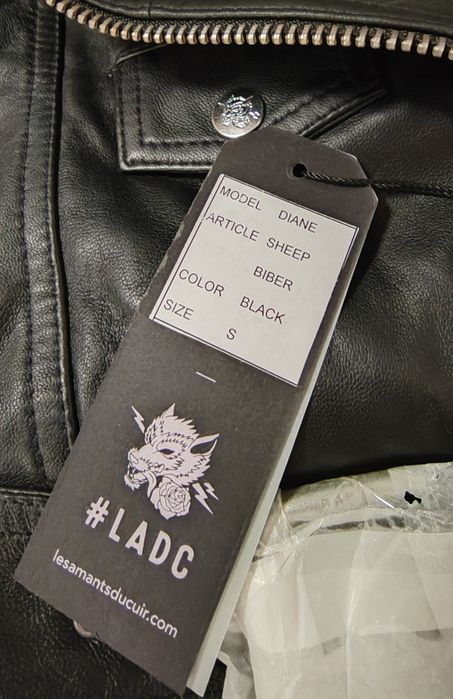 MODEL DIANE
ARTICLE SHEEP
BIBER
COLOR BLACK
SIZE S
#LADC
lesamantsducuir.com